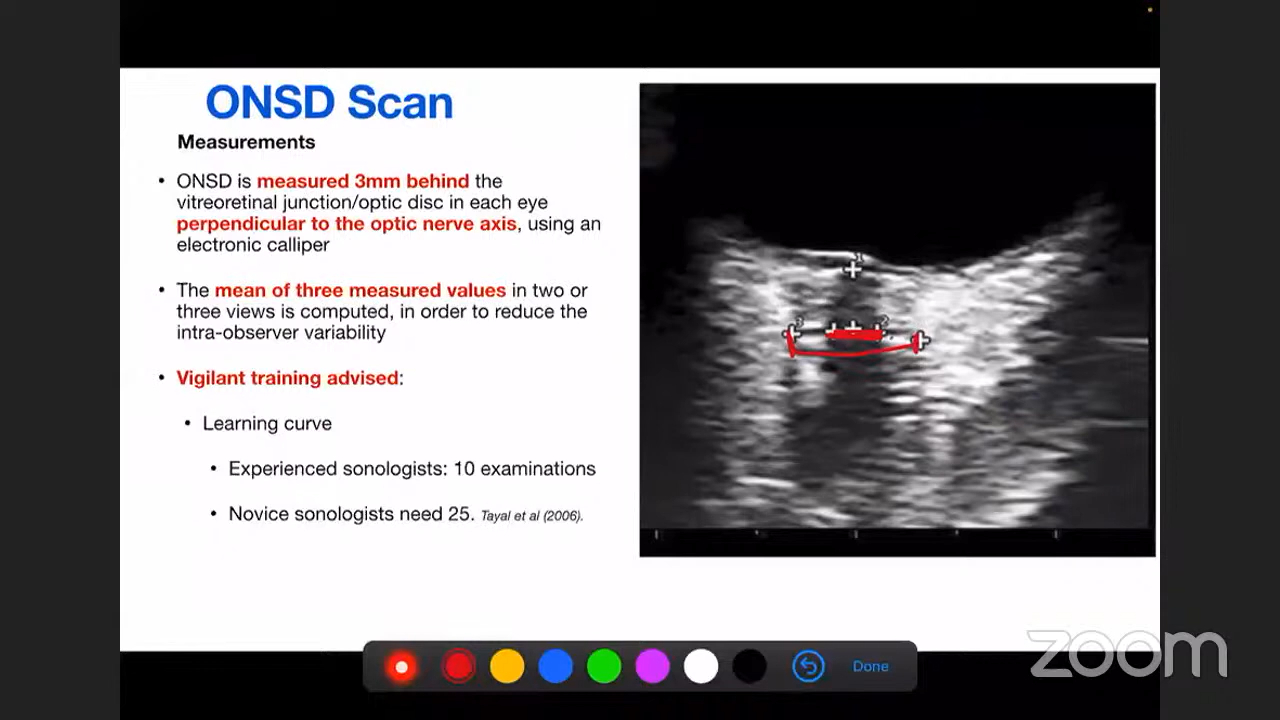 ONSD Scan
Measurements
• ONSD is measured 3mm behind the
vitreoretinal junction/optic disc in each eye
perpendicular to the optic nerve axis, using an
electronic calliper
• The mean of three measured values in two or
three views is computed, in order to reduce the
intra-observer variability
• Vigilant training advised:
• Learning curve
• Experienced sonologists: 10 examinations
• Novice sonologists need 25. Tayal et al (2006).
1
3
2
Done
zoom